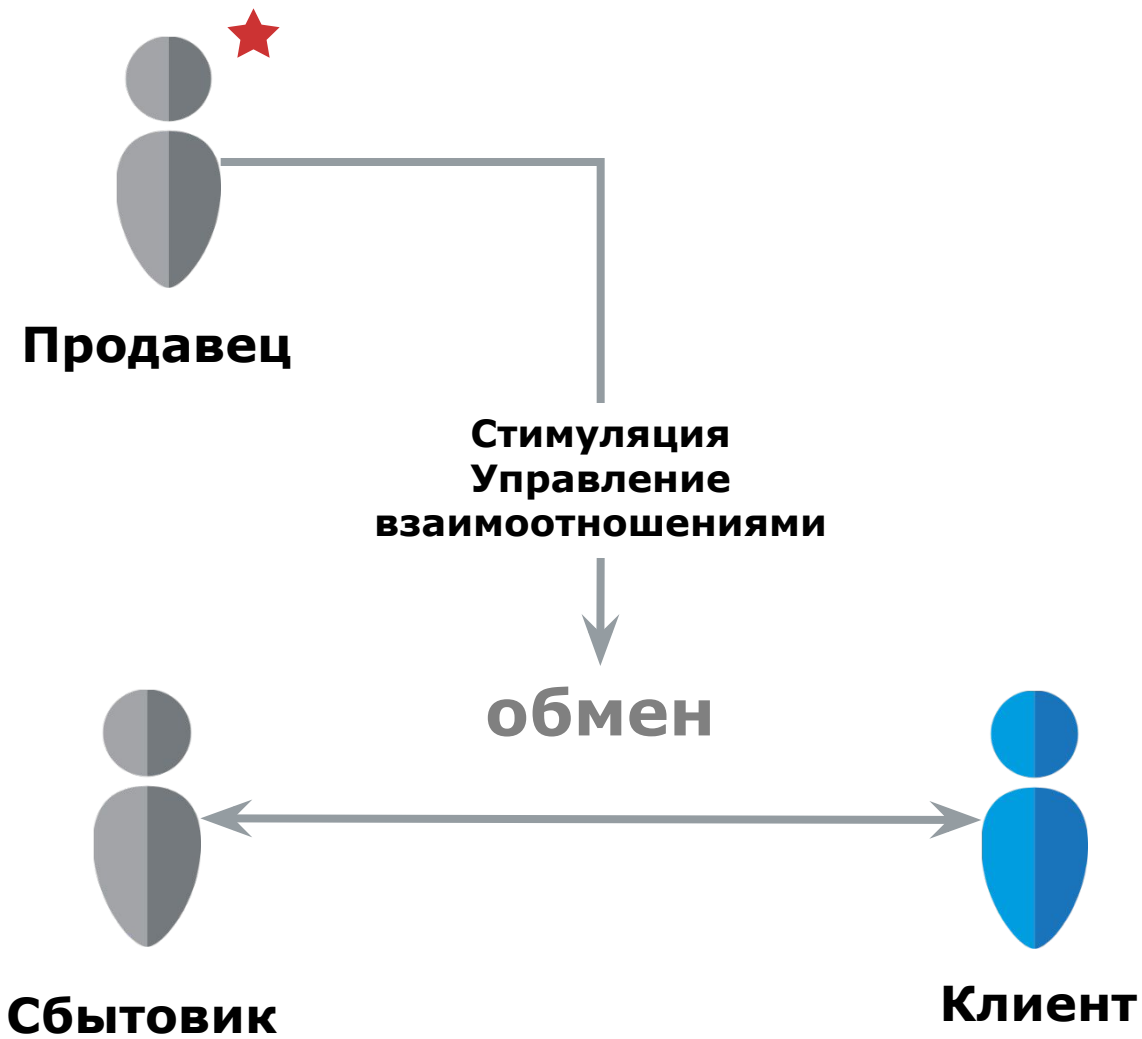 Продавец
Стимуляция
Управление
взаимоотношениями
обмен
Сбытовик
Клиент